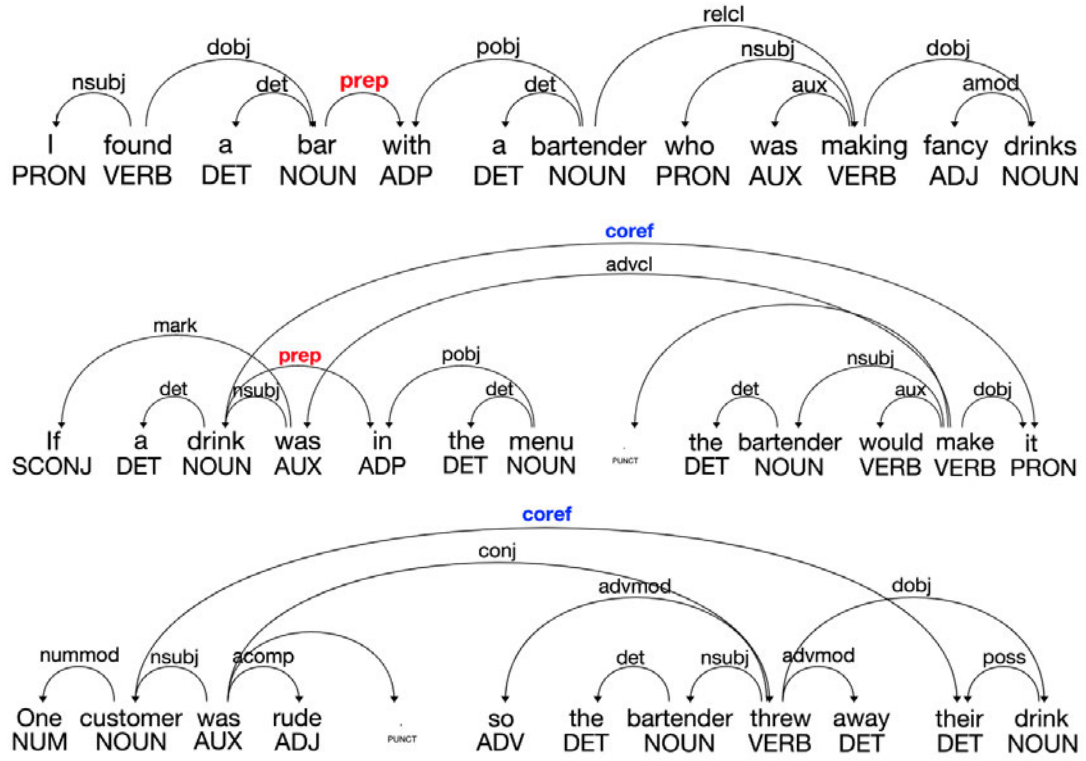 relcl
dobj pobj nsubj dobj
nsubj det prep det aux amod
I found a bar with a bartender who was making fancy drinks
PRON VERB DET NOUN ADP DET NOUN PRON AUX VERB ADJ NOUN
coref
advcl
mark
prep pobj nsubj
det nsubj det det aux dobj
If a drink was in the menu . the bartender would make it
SCONJ DET NOUN AUX ADP DET NOUN PUNCT DET NOUN VERB VERB PRON
coref
conj
advmod dobj
nummod nsubj acomp det nsubj advmod poss
One customer was rude . so the bartender threw away their drink
NUM NOUN AUX ADJ PUNCT ADV DET NOUN VERB DET DET NOUN